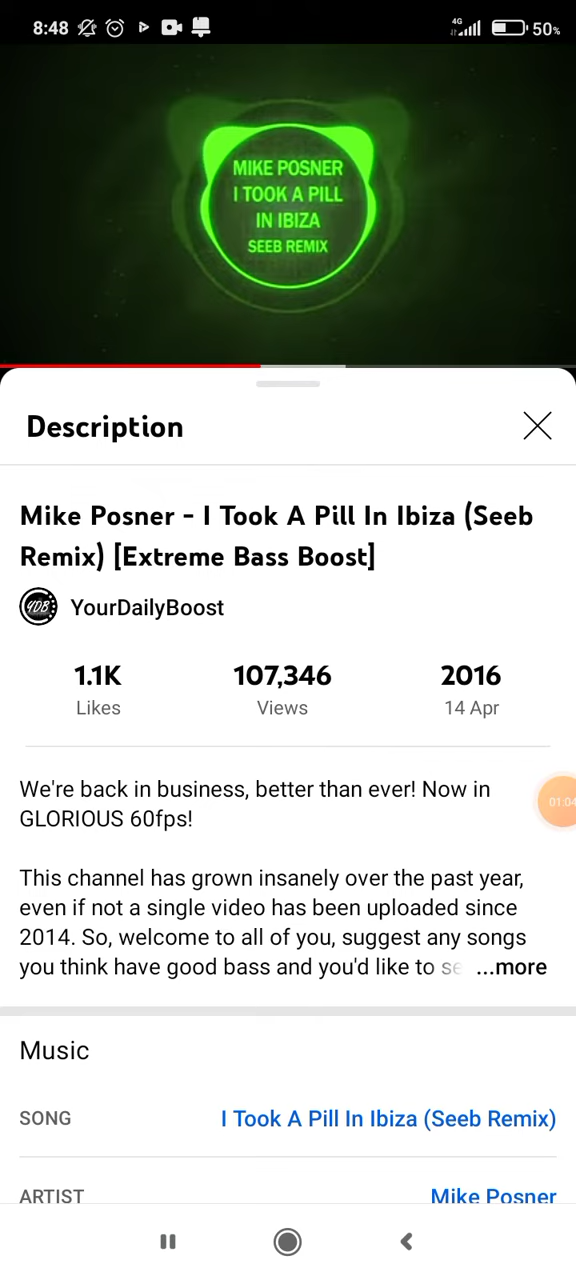 8:48
4G
50%
MIKE POSNER
I TOOK A PILL
IN IBIZA
SEEB REMIX
Description
Mike Posner - I Took A Pill In Ibiza (Seeb
Remix) [Extreme Bass Boost]
YDB
YourDailyBoost
1.1K 107,346 2016
Likes Views 14 Apr
We're back in business, better than ever! Now in
GLORIOUS 60fps!
01:04
This channel has grown insanely over the past year,
even if not a single video has been uploaded since
2014. So, welcome to all of you, suggest any songs
you think have good bass and you'd like to se ...more
Music
SONG I Took A Pill In Ibiza (Seeb Remix)
ARTIST Mike Posner